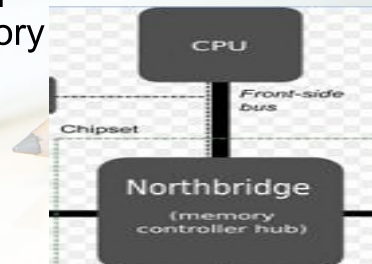 ory
CPU
Front-side
bus
Chipset
Northbridge
(memory
controller hub)